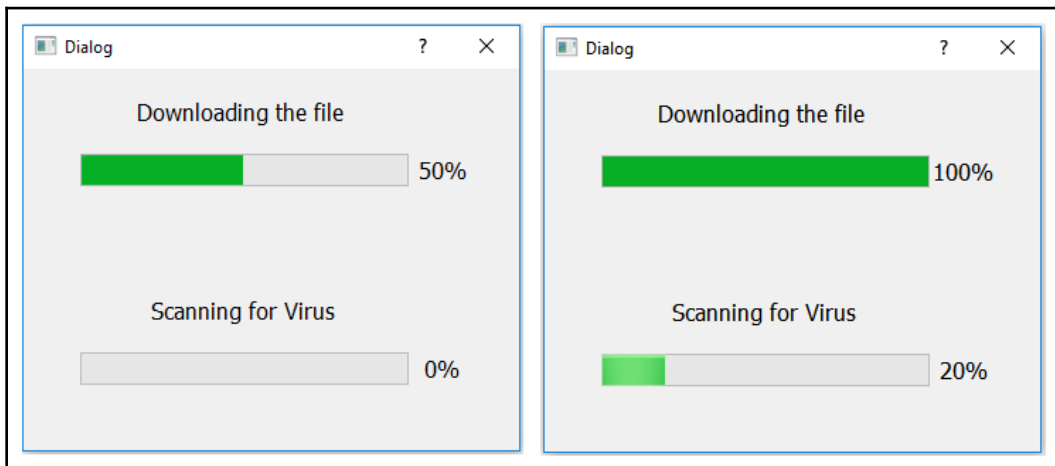 Dialog ?
Downloading the file
50%
Scanning for Virus
0%
Dialog ?
Downloading the file
100%
Scanning for Virus
20%